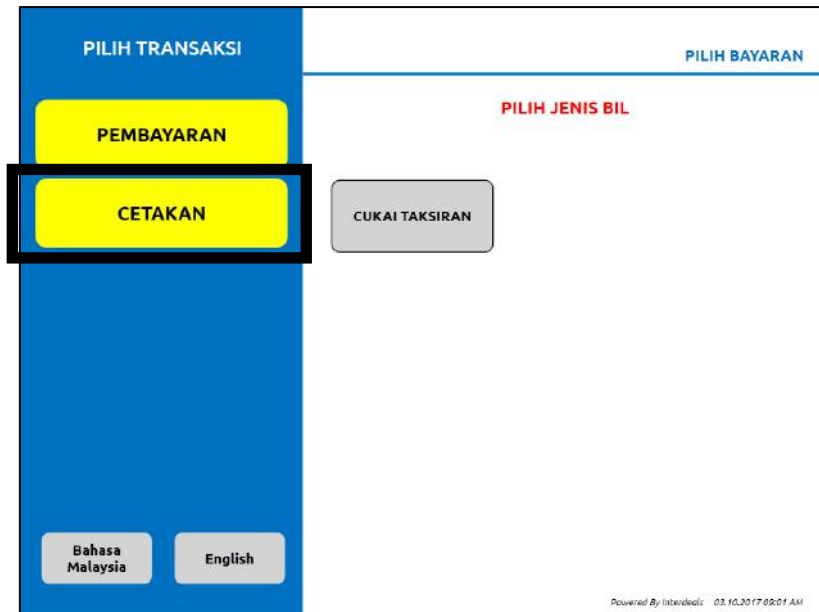 PILIH TRANSAKSI
PILIH BAYARAN
PEMBAYARAN
CETAKAN
PILIH JENIS BIL
CUKAI TAKSIRAN
Bahasa
Malaysia
English
Powered By Interdeals 03.10.2017 09:01 AM